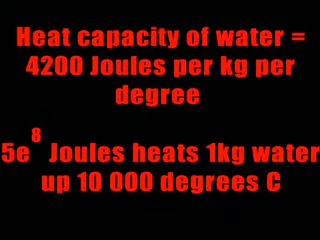 Heat capacity of water =
4200 Joules per kg per
degree
5e⁸ Joules heats 1kg water
up 10 000 degrees C